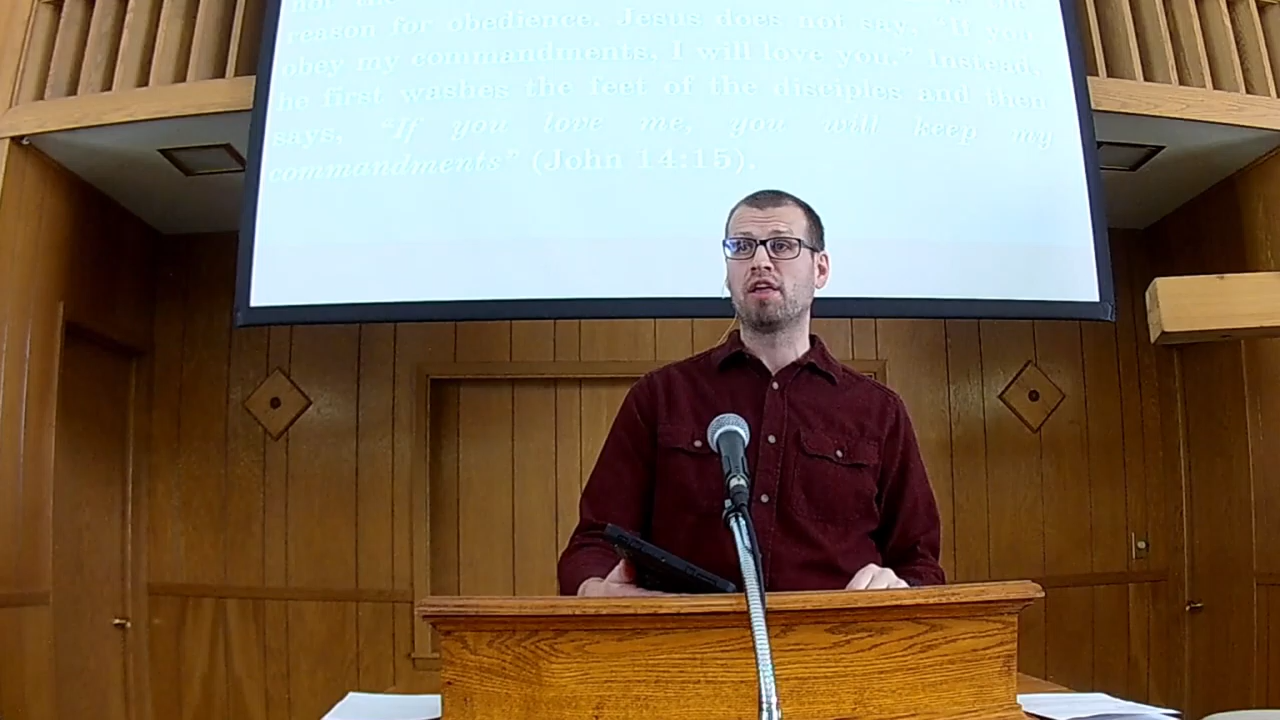 not the
reason for obedience. Jesus does not say, "If you
obey my commandments, I will love you." Instead,
he first washes the feet of the disciples and then
says, "If you love me, you will keep my
commandments" (John 14:15).